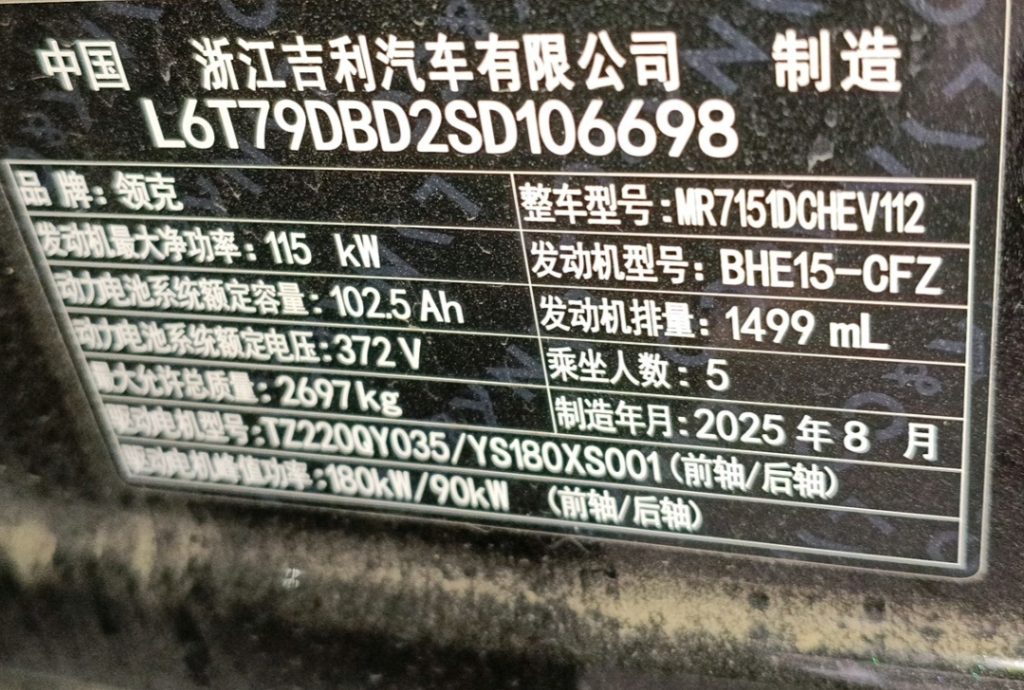 中国 浙江吉利汽车有限公司 制造
L6T79DBD2SD106698
品牌:领克 整车型号:MR7151DCHEV112
发动机最大净功率:115 kW 发动机型号:BHE15-CFZ
动力电池系统额定容量:102.5Ah 发动机排量:1499 mL
动力电池系统额定电压:372V 乘坐人数:5
最大允许总质量:2697kg 制造年月:2025年8月
驱动电机型号:TZ220QY035/YS180XS001(前轴/后轴)
驱动电机峰值功率:180kW/90kW (前轴/后轴)